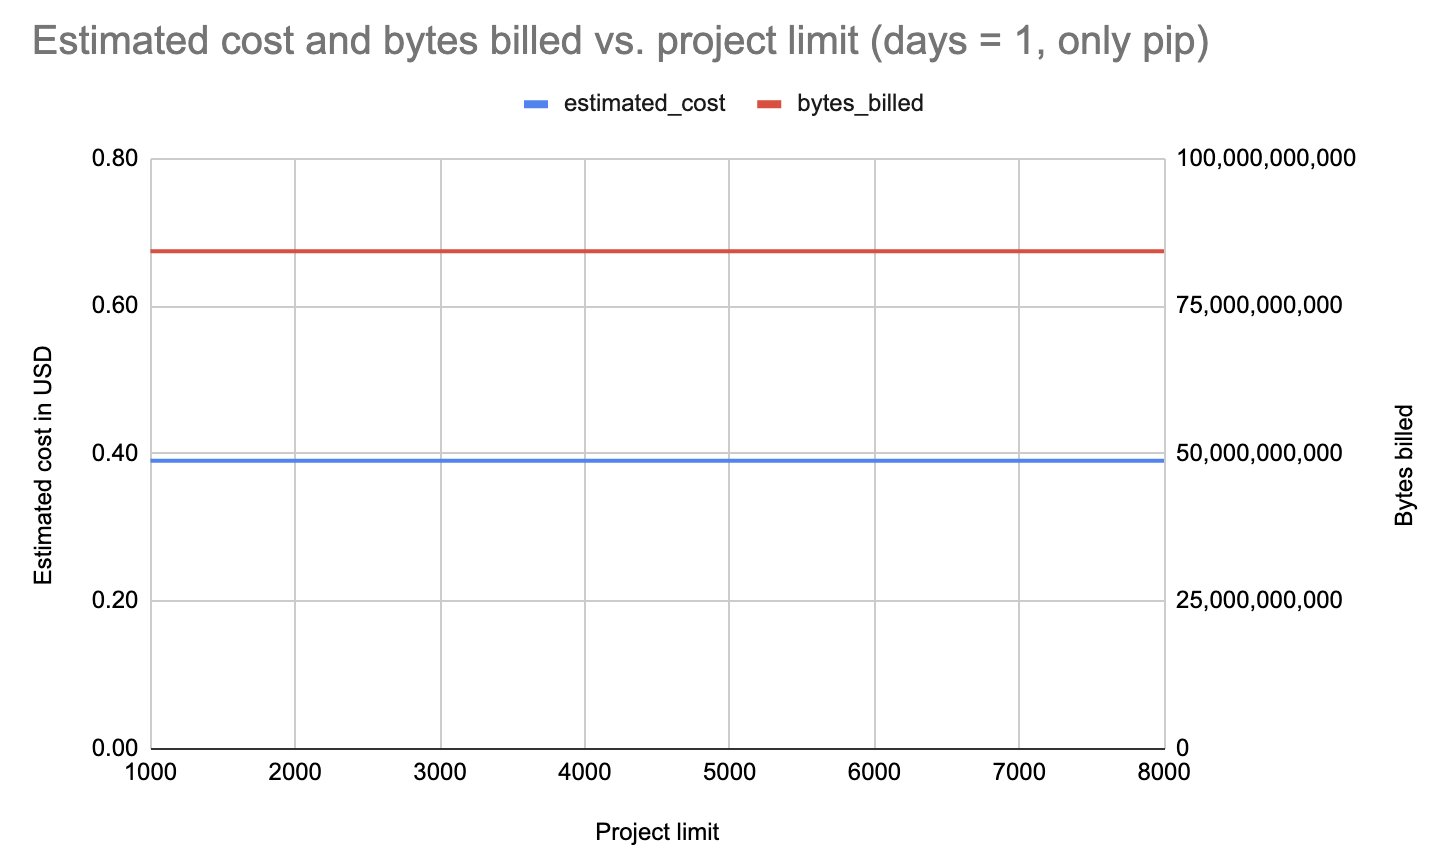 Estimated cost and bytes billed vs. project limit (days = 1, only pip)
estimated_cost bytes_billed
0.80 100,000,000,000
0.60 75,000,000,000
0.40 50,000,000,000
0.20 25,000,000,000
0.00 0
Estimated cost in USD
Bytes billed
1000 2000 3000 4000 5000 6000 7000 8000
Project limit